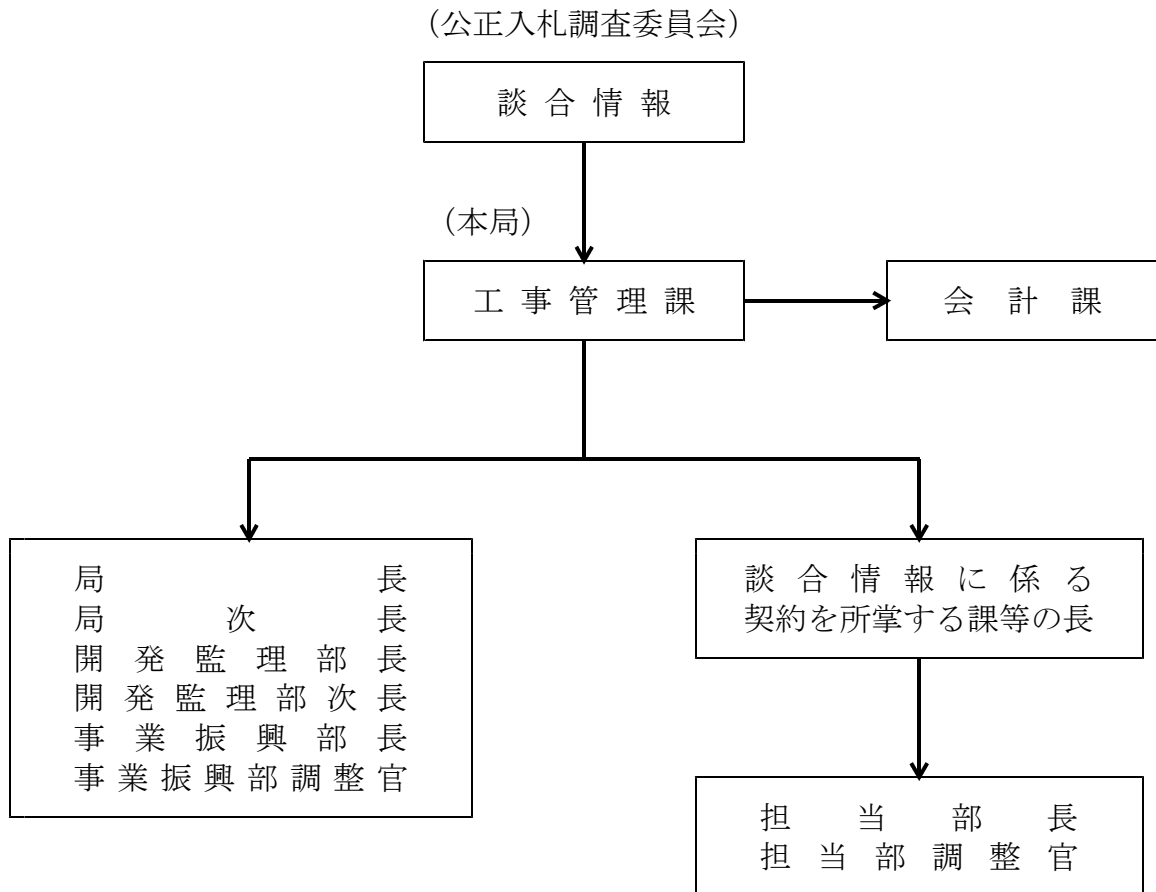 (公正入札調査委員会)
談合情報
(本局)
工事管理課
会計課
局長
局次長
開発監理部長
開発監理部次長
事業振興部長
事業振興部調整官
談合情報に係る
契約を所掌する課等の長
担当部長
担当部調整官